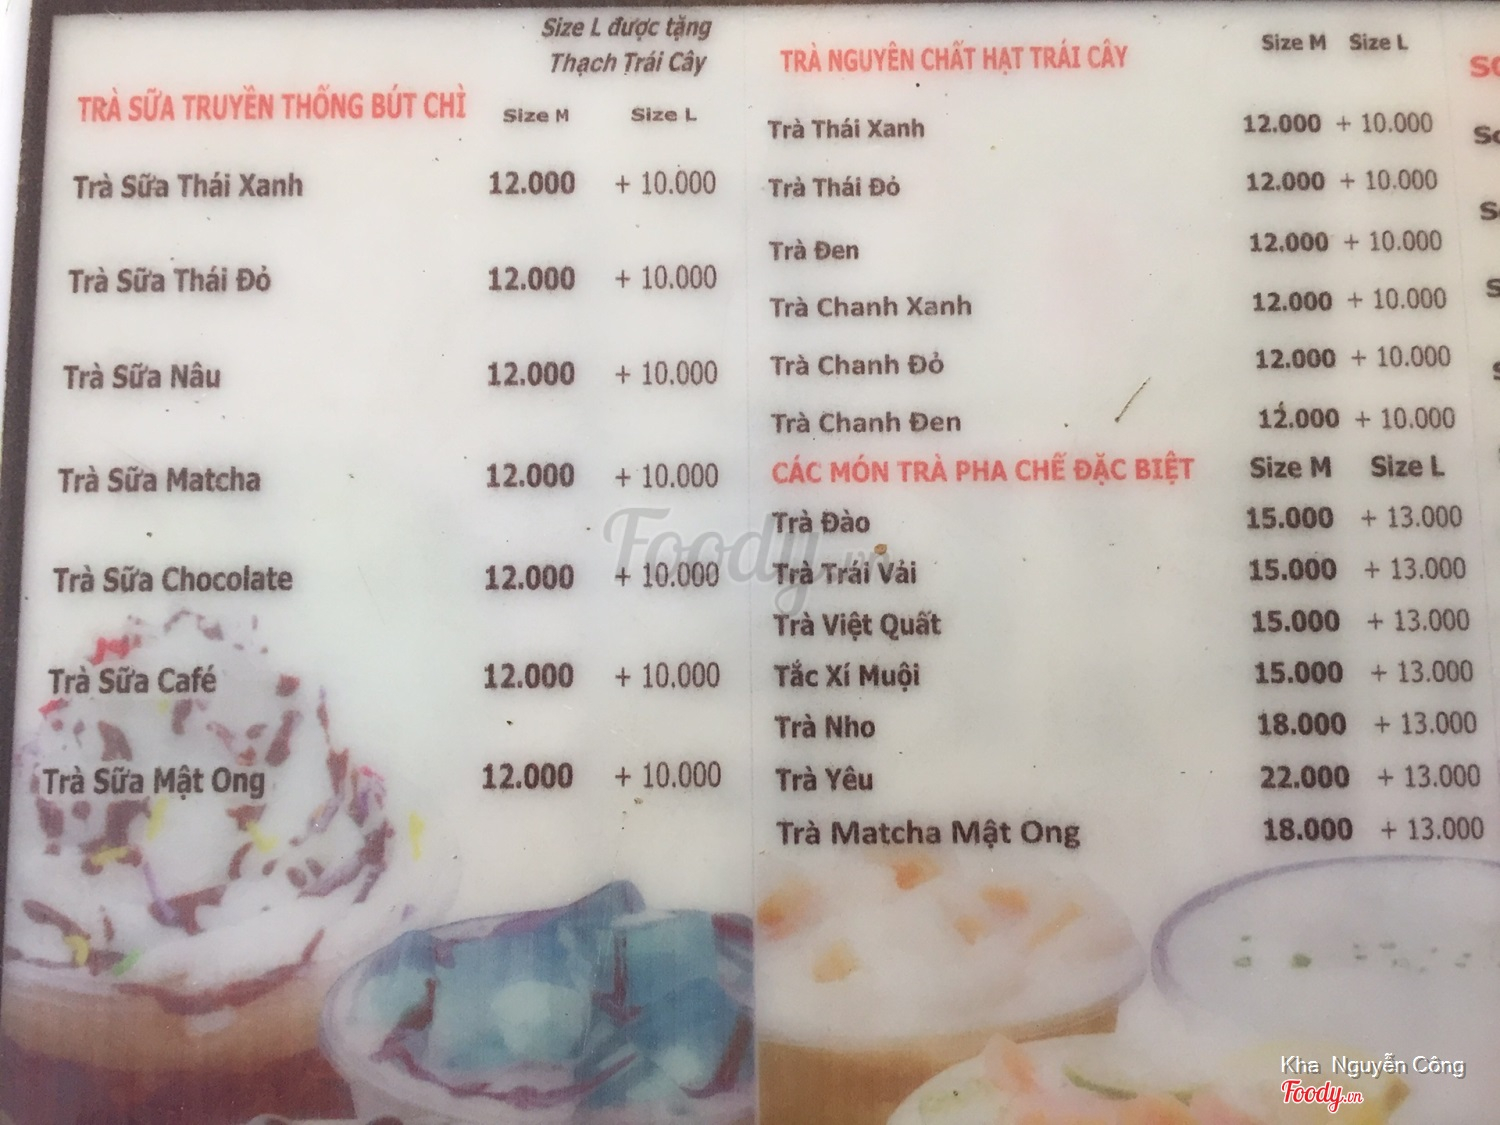 Size L được tặng
Thạch Trái Cây
TRÀ SỮA TRUYỀN THỐNG BÚT CHÌ Size M Size L
Trà Sữa Thái Xanh 12.000 + 10.000
Trà Sữa Thái Đỏ 12.000 + 10.000
Trà Sữa Nâu 12.000 + 10.000
Trà Sữa Matcha 12.000 + 10.000
Trà Sữa Chocolate 12.000 + 10.000
Trà Sữa Café 12.000 + 10.000
Trà Sữa Mật Ong 12.000 + 10.000
TRÀ NGUYÊN CHẤT HẠT TRÁI CÂY Size M Size L
Trà Thái Xanh 12.000 + 10.000
Trà Thái Đỏ 12.000 + 10.000
Trà Đen 12.000 + 10.000
Trà Chanh Xanh 12.000 + 10.000
Trà Chanh Đỏ 12.000 + 10.000
Trà Chanh Đen 12.000 + 10.000
CÁC MÓN TRÀ PHA CHẾ ĐẶC BIỆT Size M Size L
Trà Đào 15.000 + 13.000
Trà Trái Vải 15.000 + 13.000
Trà Việt Quất 15.000 + 13.000
Tắc Xí Muội 15.000 + 13.000
Trà Nho 18.000 + 13.000
Trà Yêu 22.000 + 13.000
Trà Matcha Mật Ong 18.000 + 13.000
Foody.vn
Kha Nguyễn Công
Foody.vn